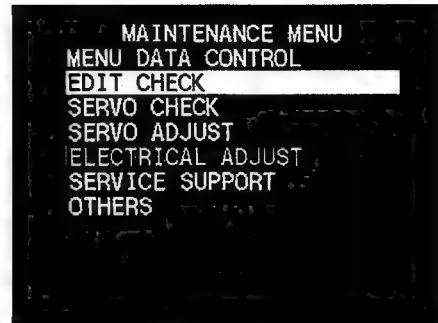 MAINTENANCE MENU
MENU DATA CONTROL
EDIT CHECK
SERVO CHECK
SERVO ADJUST
ELECTRICAL ADJUST
SERVICE SUPPORT
OTHERS